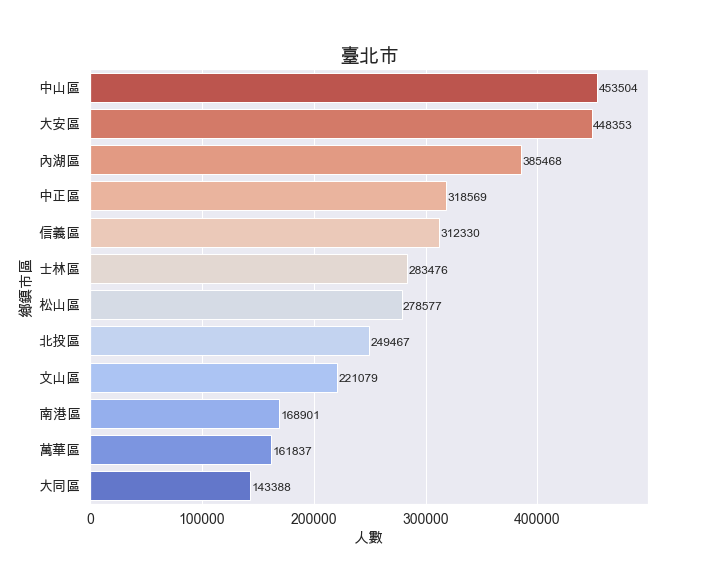 臺北市
中山區 453504
大安區 448353
內湖區 385468
中正區 318569
信義區 312330
士林區 283476
松山區 278577
北投區 249467
文山區 221079
南港區 168901
萬華區 161837
大同區 143388
鄉鎮市區
0 100000 200000 300000 400000
人數